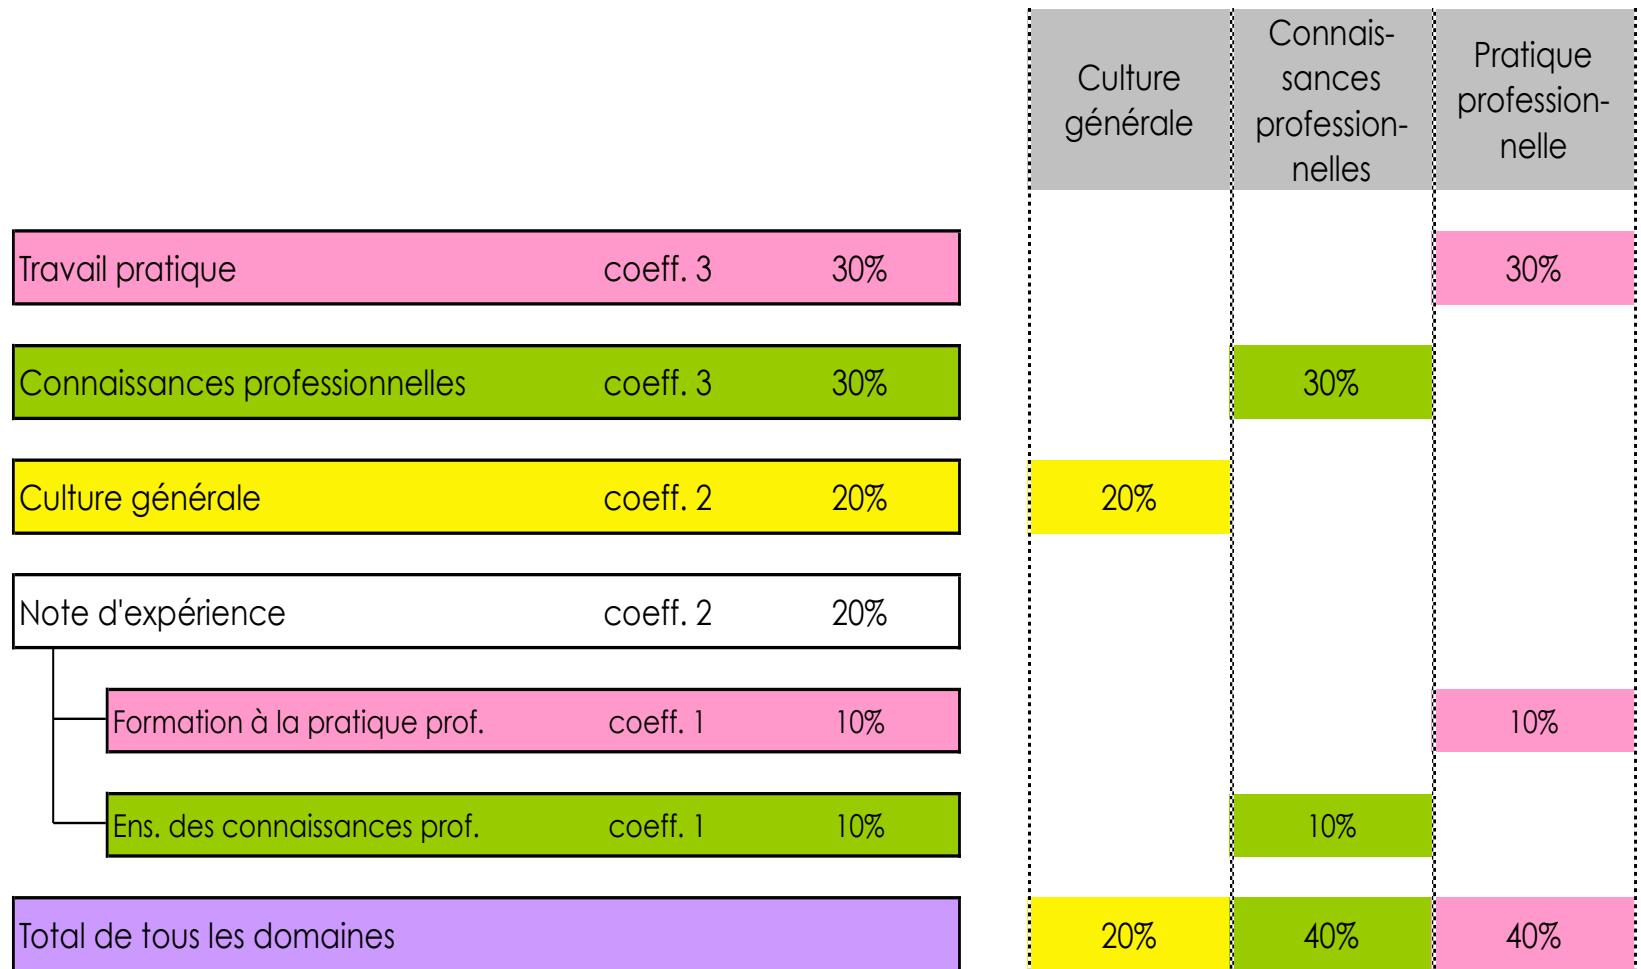 Culture
générale
Connais-
sances
profession-
nelles
Pratique
profession-
nelle
Travail pratique coeff. 3 30% 30%
Connaissances professionnelles coeff. 3 30% 30%
Culture générale coeff. 2 20% 20%
Note d'expérience coeff. 2 20%
Formation à la pratique prof. coeff. 1 10% 10%
Ens. des connaissances prof. coeff. 1 10% 10%
Total de tous les domaines 20% 40% 40%